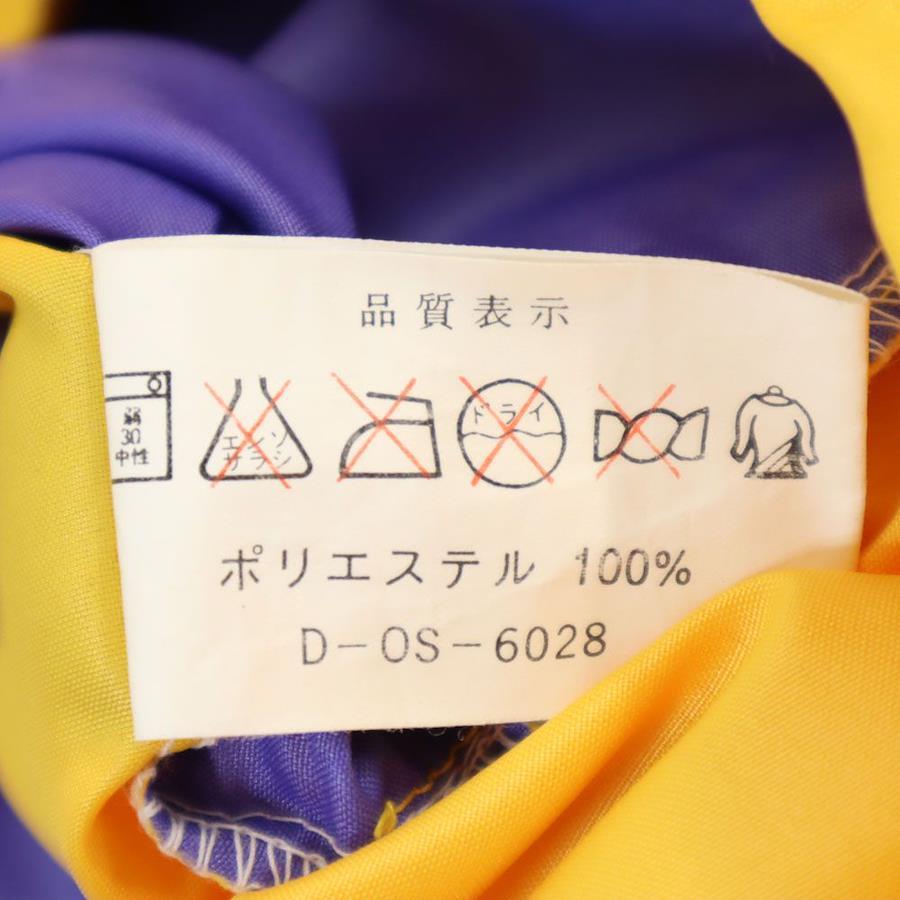 品質表示
弱
30
中性
エンソ
サラシ
ドライ
ポリエステル 100%
D-OS-6028